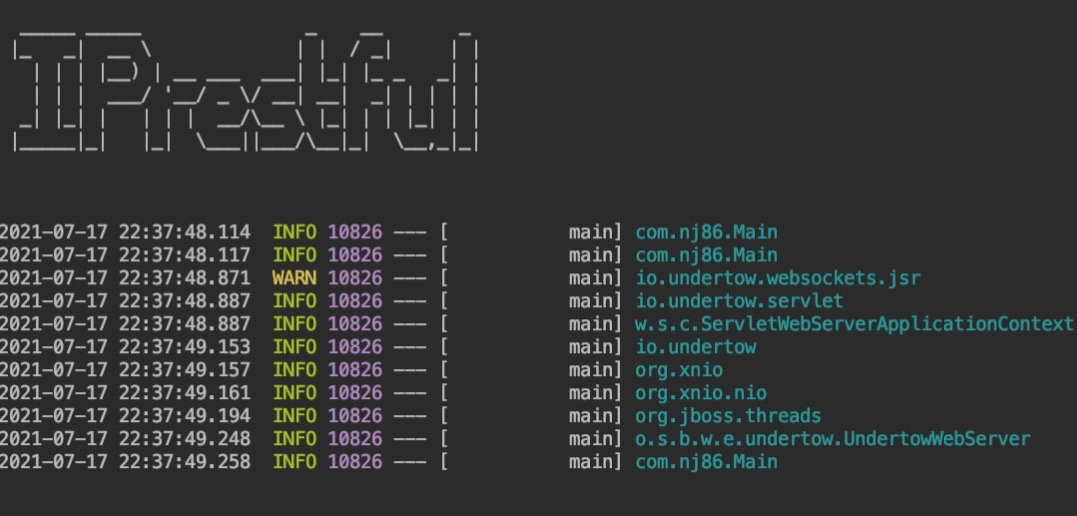 IPrestful
2021-07-17 22:37:48.114  INFO 10826 --- [           main] com.nj86.Main
2021-07-17 22:37:48.117  INFO 10826 --- [           main] com.nj86.Main
2021-07-17 22:37:48.871  WARN 10826 --- [           main] io.undertow.websockets.jsr
2021-07-17 22:37:48.887  INFO 10826 --- [           main] io.undertow.servlet
2021-07-17 22:37:48.887  INFO 10826 --- [           main] w.s.c.ServletWebServerApplicationContext
2021-07-17 22:37:49.153  INFO 10826 --- [           main] io.undertow
2021-07-17 22:37:49.157  INFO 10826 --- [           main] org.xnio
2021-07-17 22:37:49.161  INFO 10826 --- [           main] org.xnio.nio
2021-07-17 22:37:49.194  INFO 10826 --- [           main] org.jboss.threads
2021-07-17 22:37:49.248  INFO 10826 --- [           main] o.s.b.w.e.undertow.UndertowWebServer
2021-07-17 22:37:49.258  INFO 10826 --- [           main] com.nj86.Main